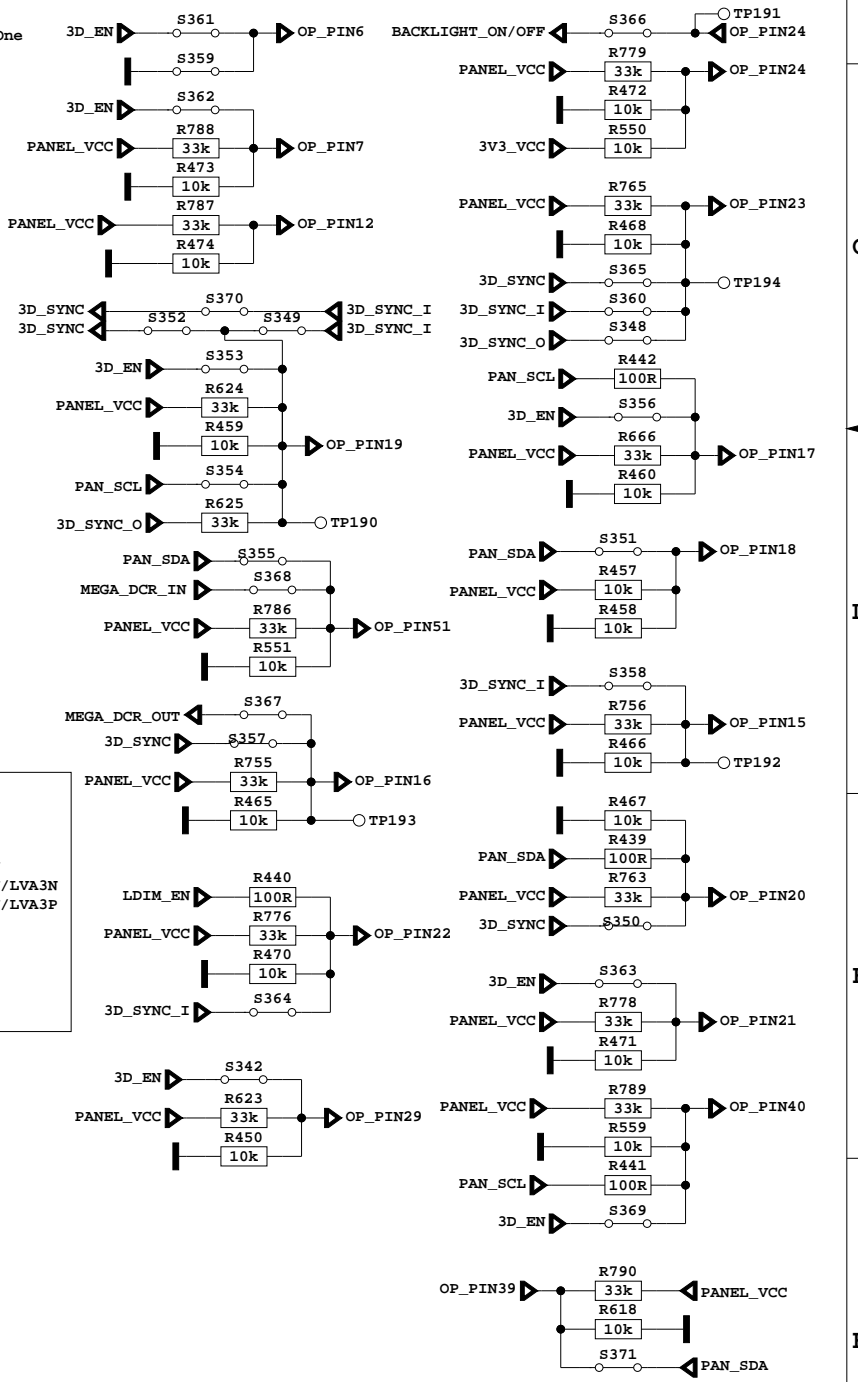 One
3D_EN S361 OP_PIN6
S359
3D_EN S362
PANEL_VCC R788 33k OP_PIN7
R473 10k
PANEL_VCC R787 33k OP_PIN12
R474 10k
3D_SYNC S370 3D_SYNC_I
3D_SYNC S352 S349 3D_SYNC_I
3D_EN S353
PANEL_VCC R624 33k
R459 10k OP_PIN19
PAN_SCL S354
3D_SYNC_O R625 33k TP190
PAN_SDA S355
MEGA_DCR_IN S368
PANEL_VCC R786 33k OP_PIN51
R551 10k
MEGA_DCR_OUT S367
3D_SYNC S357
PANEL_VCC R755 33k OP_PIN16
R465 10k TP193
/LVA3N
/LVA3P
LDIM_EN R440 100R
PANEL_VCC R776 33k OP_PIN22
R470 10k
3D_SYNC_I S364
3D_EN S342
PANEL_VCC R623 33k OP_PIN29
R450 10k
BACKLIGHT_ON/OFF S366 TP191
OP_PIN24
PANEL_VCC R779 33k OP_PIN24
R472 10k
3V3_VCC R550 10k
PANEL_VCC R765 33k OP_PIN23
R468 10k
3D_SYNC S365 TP194
3D_SYNC_I S360
3D_SYNC_O S348
PAN_SCL R442 100R
3D_EN S356
PANEL_VCC R666 33k OP_PIN17
R460 10k
PAN_SDA S351 OP_PIN18
PANEL_VCC R457 10k
R458 10k
3D_SYNC_I S358
PANEL_VCC R756 33k OP_PIN15
R466 10k TP192
R467 10k
PAN_SDA R439 100R
PANEL_VCC R763 33k OP_PIN20
3D_SYNC S350
3D_EN S363
PANEL_VCC R778 33k OP_PIN21
R471 10k
PANEL_VCC R789 33k OP_PIN40
R559 10k
PAN_SCL R441 100R
3D_EN S369
OP_PIN39 R790 33k PANEL_VCC
R618 10k
S371 PAN_SDA